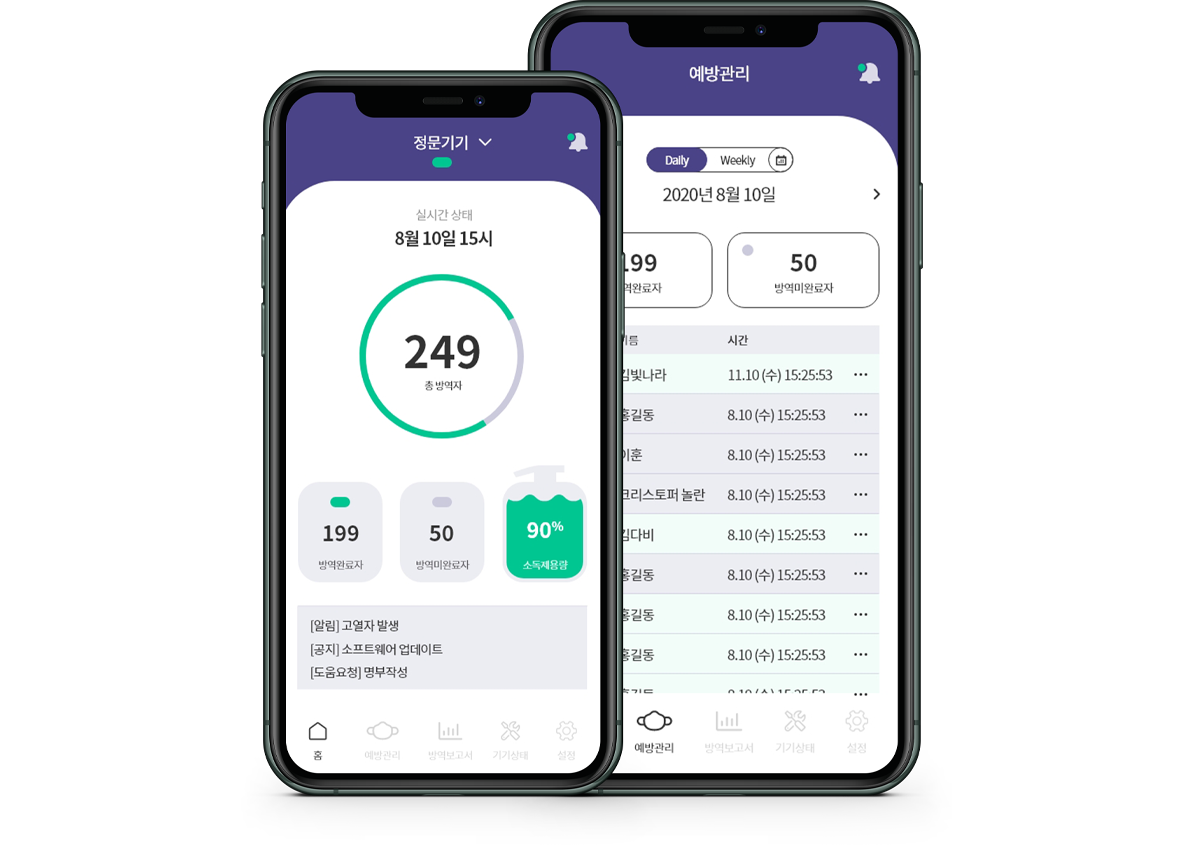 정문기기
실시간 상태
8월 10일 15시
249
총 방역자
199
방역완료자
50
방역미완료자
90%
소독제용량
[알림] 고열자 발생
[공지] 소프트웨어 업데이트
[도움요청] 명부작성
홈
예방관리
방역보고서
기기상태
설정
예방관리
Daily
Weekly
2020년 8월 10일
199
역완료자
50
방역미완료자
이름
시간
김빛나라 11.10 (수) 15:25:53 ···
홍길동 8.10 (수) 15:25:53 ···
이훈 8.10 (수) 15:25:53 ···
크리스토퍼 놀란 8.10 (수) 15:25:53 ···
김다비 8.10 (수) 15:25:53 ···
홍길동 8.10 (수) 15:25:53 ···
홍길동 8.10 (수) 15:25:53 ···
홍길동 8.10 (수) 15:25:53 ···
홍길동 8.10 (수) 15:25:53 ···
예방관리
방역보고서
기기상태
설정